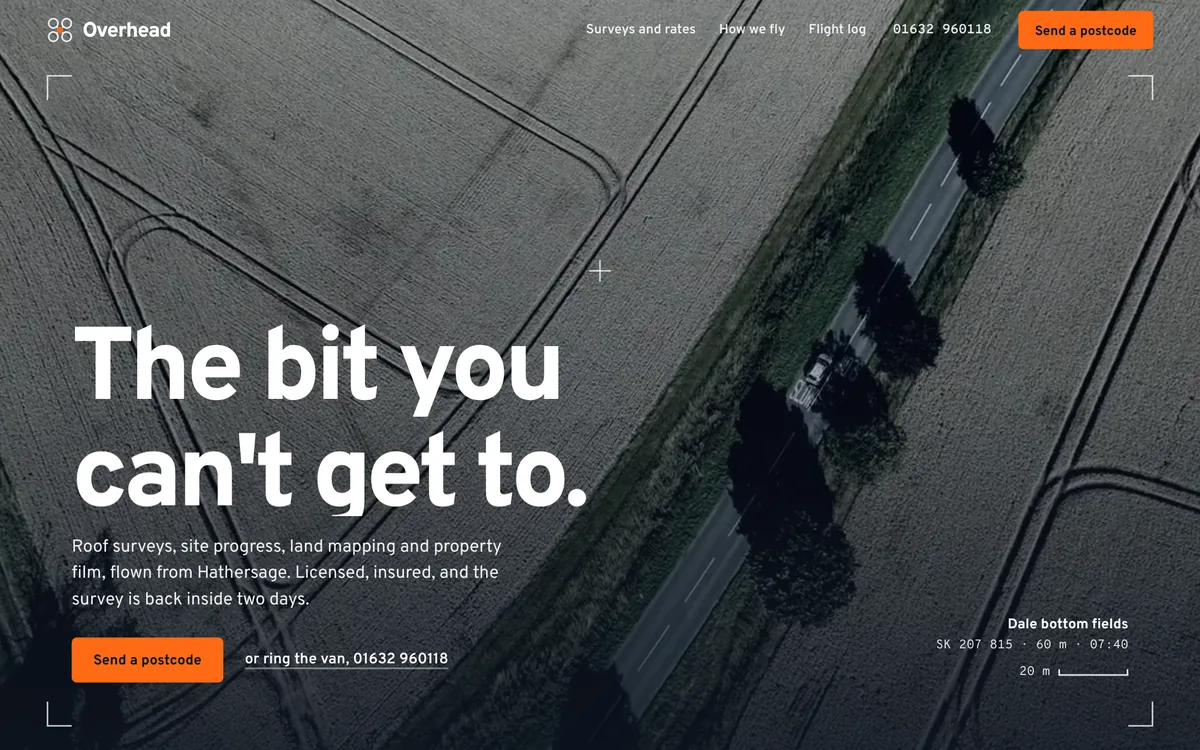 Overhead
Surveys and rates
How we fly
Flight log
01632 960118
Send a postcode
The bit you
can't get to.
Roof surveys, site progress, land mapping and property
film, flown from Hathersage. Licensed, insured, and the
survey is back inside two days.
Send a postcode
or ring the van, 01632 960118
Dale bottom fields
SK 207 815 · 60 m · 07:40
20 m